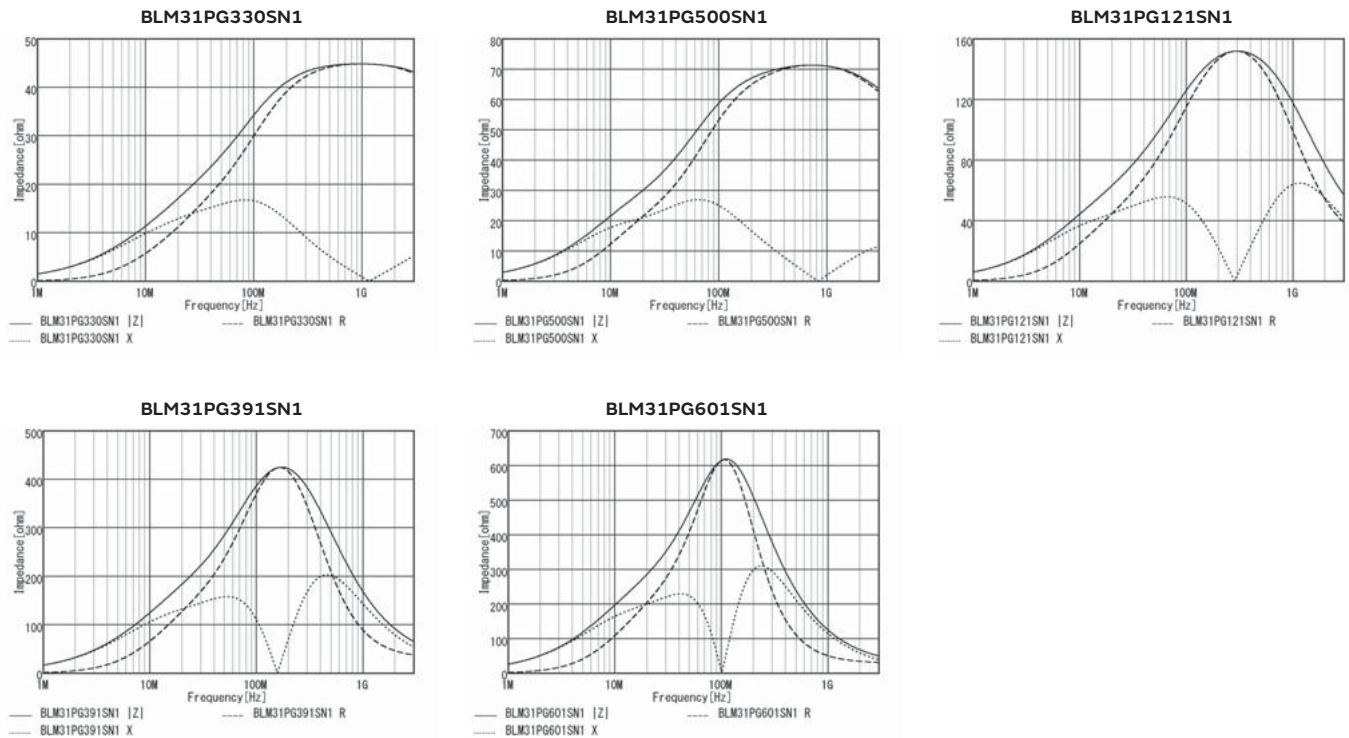 BLM31PG330SN1
Impedance[ohm]
50
40
30
20
10
0
1M 10M 100M 1G
Frequency[Hz]
BLM31PG330SN1 |Z| BLM31PG330SN1 R
BLM31PG330SN1 X
BLM31PG500SN1
Impedance[ohm]
80
70
60
50
40
30
20
10
0
1M 10M 100M 1G
Frequency[Hz]
BLM31PG500SN1 |Z| BLM31PG500SN1 R
BLM31PG500SN1 X
BLM31PG121SN1
Impedance[ohm]
160
120
80
40
0
1M 10M 100M 1G
Frequency[Hz]
BLM31PG121SN1 |Z| BLM31PG121SN1 R
BLM31PG121SN1 X
BLM31PG391SN1
Impedance[ohm]
500
400
300
200
100
0
1M 10M 100M 1G
Frequency[Hz]
BLM31PG391SN1 |Z| BLM31PG391SN1 R
BLM31PG391SN1 X
BLM31PG601SN1
Impedance[ohm]
700
600
500
400
300
200
100
0
1M 10M 100M 1G
Frequency[Hz]
BLM31PG601SN1 |Z| BLM31PG601SN1 R
BLM31PG601SN1 X